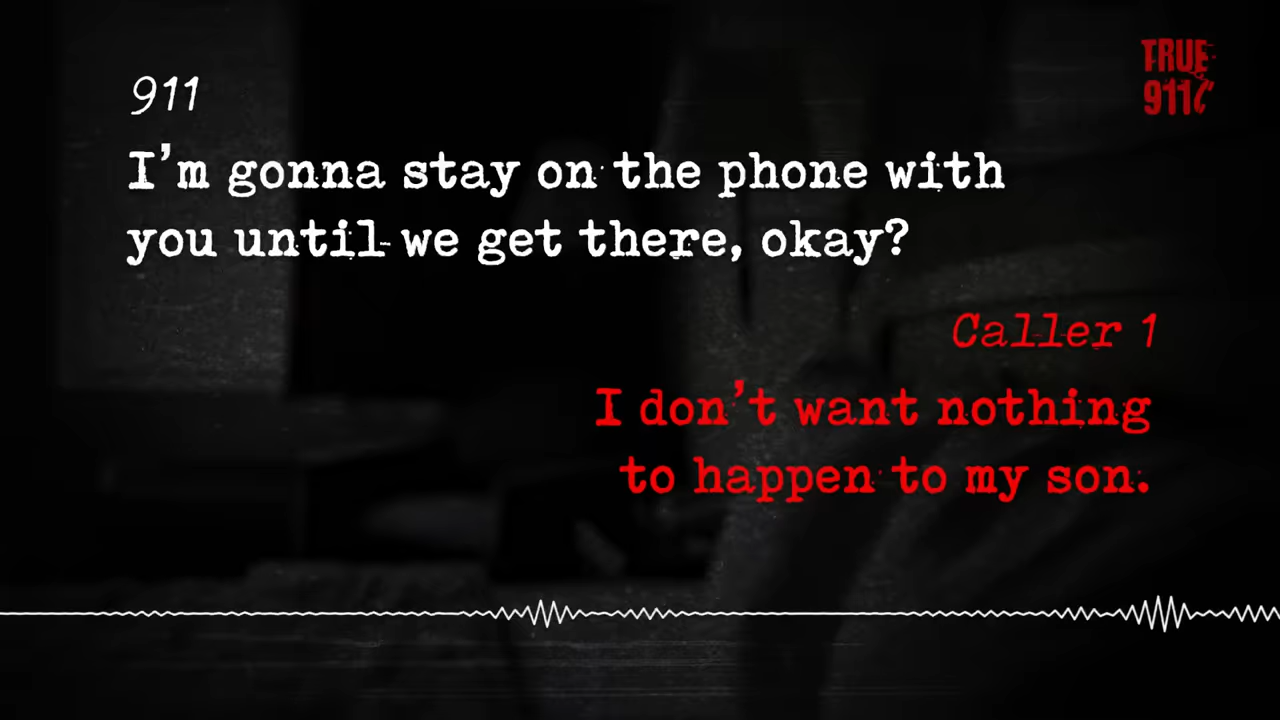 TRUE
911
911
I'm gonna stay on the phone with
you until we get there, okay?
Caller 1
I don't want nothing
to happen to my son.